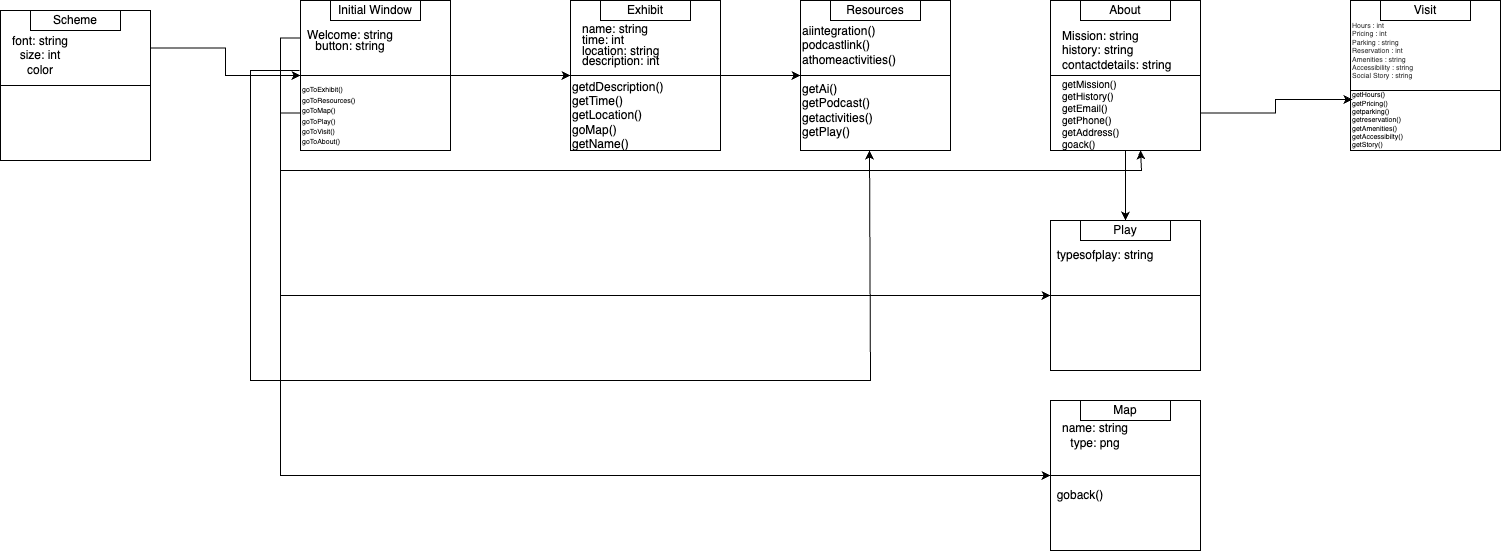 Scheme
font: string
size: int
color
Initial Window
Welcome: string
button: string
goToExhibit()
goToResources()
goToMap()
goToPlay()
goToVisit()
goToAbout()
Exhibit
name: string
time: int
location: string
description: int
getdDescription()
getTime()
getLocation()
goMap()
getName()
Resources
aiintegration()
podcastlink()
athomeactivities()
getAi()
getPodcast()
getactivities()
getPlay()
About
Mission: string
history: string
contactdetails: string
getMission()
getHistory()
getEmail()
getPhone()
getAddress()
goack()
Visit
Hours : int
Pricing : int
Parking : string
Reservation : int
Amenities : string
Accessibility : string
Social Story : string
getHours()
getPricing()
getparking()
getreservation()
getAmenities()
getAccessibilty()
getStory()
Play
typesofplay: string
Map
name: string
type: png
goback()